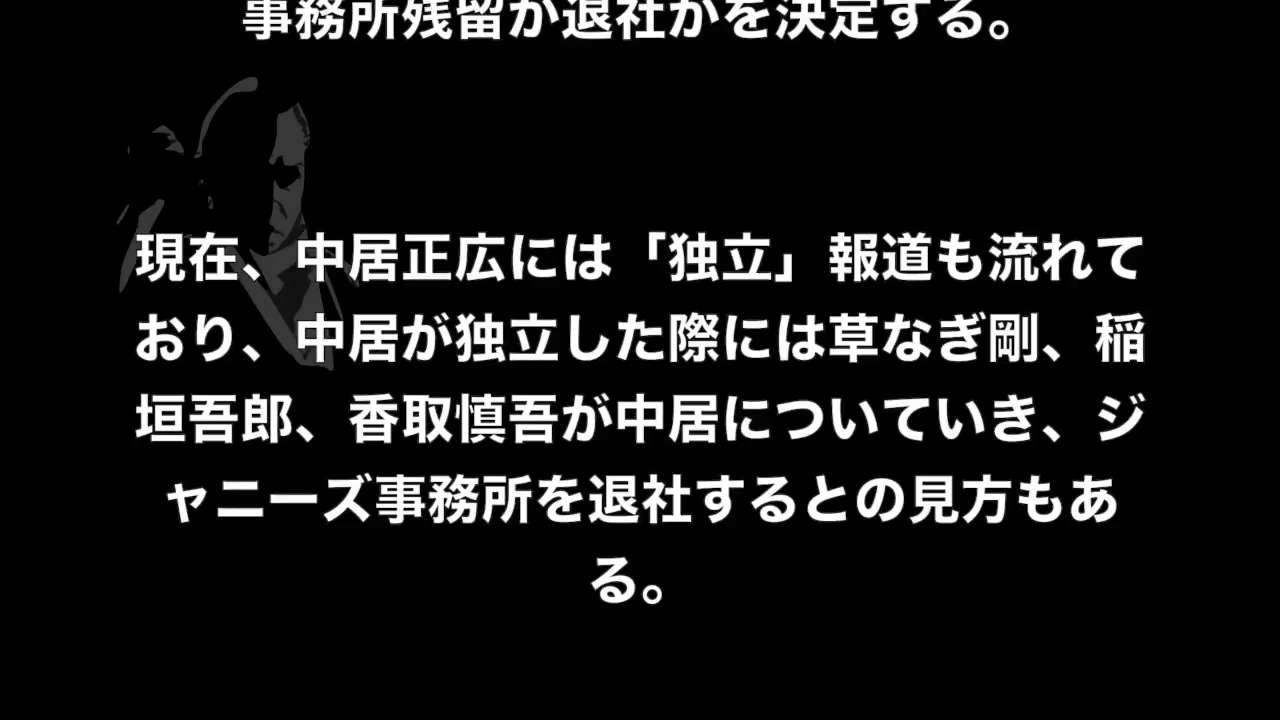 事務所残留か退社かを決定する。
現在、中居正広には「独立」報道も流れて
おり、中居が独立した際には草なぎ剛、稲
垣吾郎、香取慎吾が中居についていき、ジ
ャニーズ事務所を退社するとの見方もあ
る。